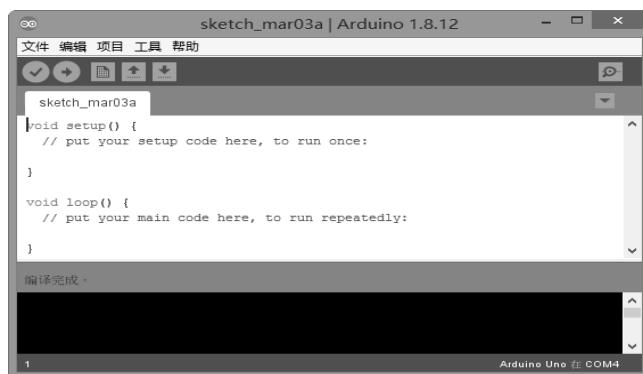 sketch_mar03a | Arduino 1.8.12
文件 编辑 项目 工具 帮助
sketch_mar03a
void setup() {
// put your setup code here, to run once:
}
void loop() {
// put your main code here, to run repeatedly:
}
编译完成。
1
Arduino Uno 在 COM4